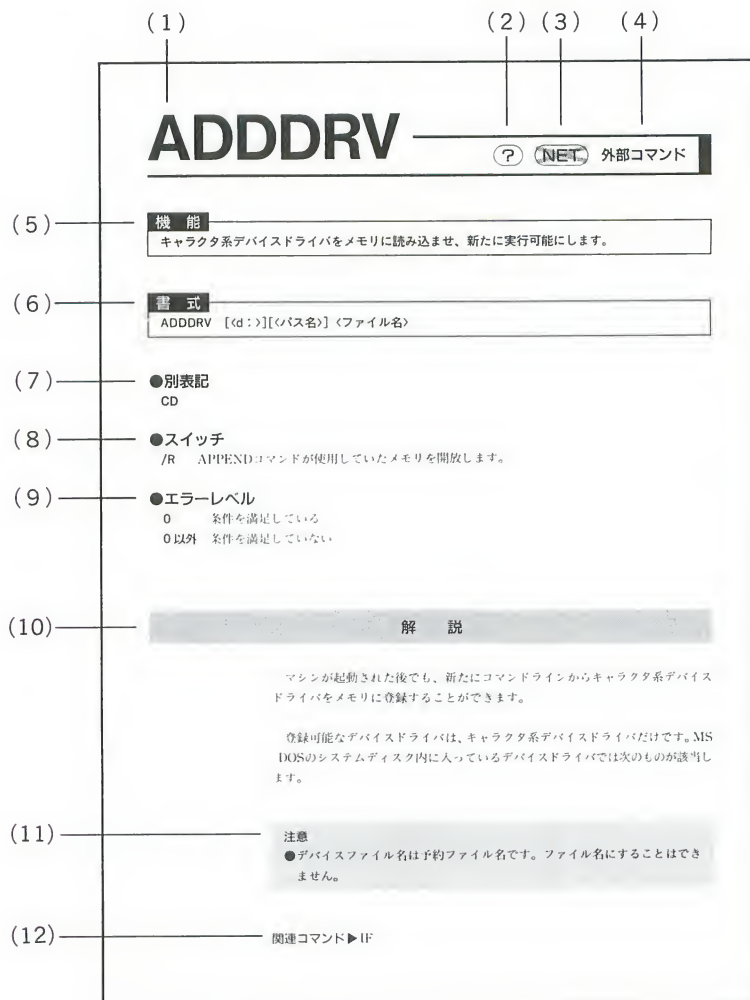 (1) (2) (3) (4)
ADDDRV ? NET 外部コマンド
(5) 機 能
キャラクタ系デバイスドライバをメモリに読み込ませ、新たに実行可能にします。
(6) 書 式
ADDDRV [〈d:〉][〈パス名〉]〈ファイル名〉
(7) ●別表記
CD
(8) ●スイッチ
/R APPENDコマンドが使用していたメモリを開放します。
(9) ●エラーレベル
0 条件を満足している
0以外 条件を満足していない
(10) 解 説
マシンが起動された後でも、新たにコマンドラインからキャラクタ系デバイス
ドライバをメモリに登録することができます。
登録可能なデバイスドライバは、キャラクタ系デバイスドライバだけです。MS
DOSのシステムディスク内に入っているデバイスドライバでは次のものが該当し
ます。
(11) 注意
●デバイスファイル名は予約ファイル名です。ファイル名にすることはでき
ません。
(12) 関連コマンド▶IF